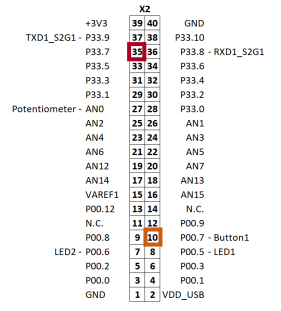 X2
+3V3 39 40 GND
TXD1_S2G1 - P33.9 37 38 P33.10
P33.7 35 36 P33.8 - RXD1_S2G1
P33.5 33 34 P33.6
P33.3 31 32 P33.4
P33.1 29 30 P33.2
Potentiometer - AN0 27 28 P33.0
AN2 25 26 AN1
AN4 23 24 AN3
AN6 21 22 AN5
AN12 19 20 AN7
AN14 17 18 AN13
VAREF1 15 16 AN15
P00.12 13 14 N.C.
N.C. 11 12 P00.9
P00.8 9 10 P00.7 - Button1
LED2 - P00.6 7 8 P00.5 - LED1
P00.2 5 6 P00.3
P00.0 3 4 P00.1
GND 1 2 VDD_USB